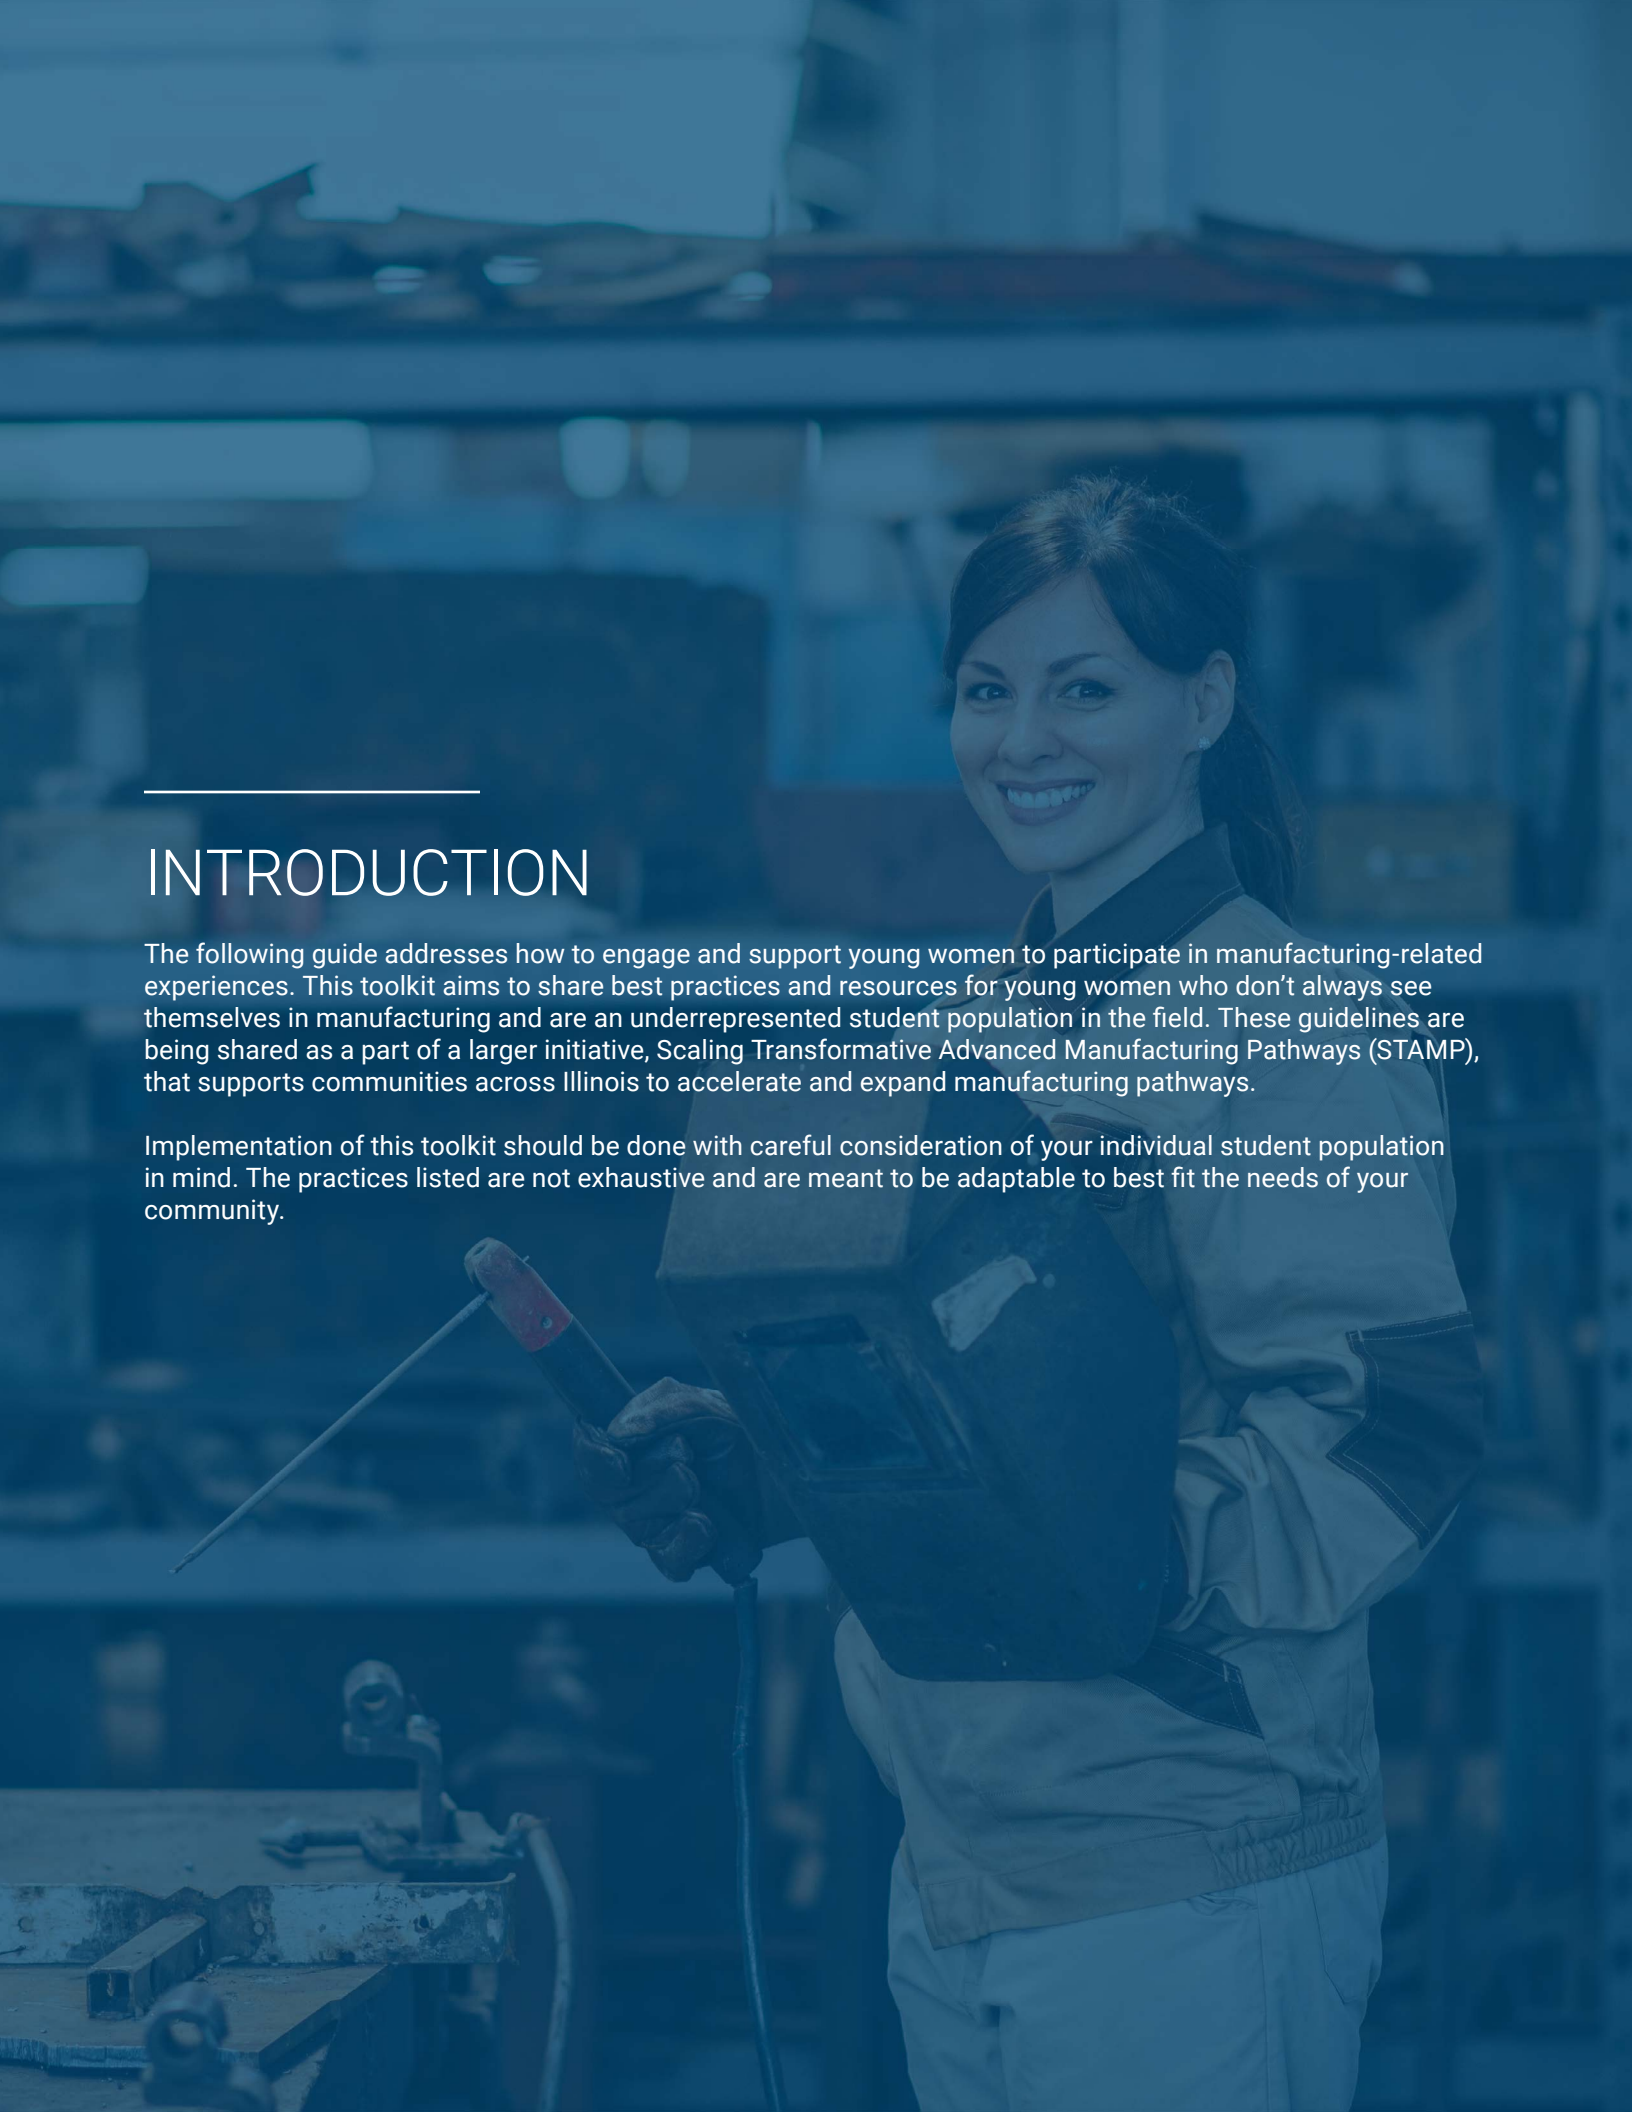 INTRODUCTION
The following guide addresses how to engage and support young women to participate in manufacturing-related
experiences. This toolkit aims to share best practices and resources for young women who don’t always see
themselves in manufacturing and are an underrepresented student population in the field. These guidelines are
being shared as a part of a larger initiative, Scaling Transformative Advanced Manufacturing Pathways (STAMP),
that supports communities across Illinois to accelerate and expand manufacturing pathways.
Implementation of this toolkit should be done with careful consideration of your individual student population
in mind. The practices listed are not exhaustive and are meant to be adaptable to best fit the needs of your
community.